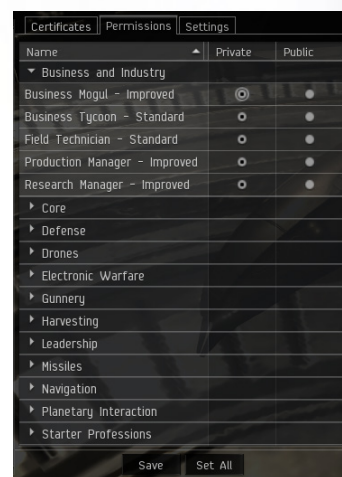 Certificates Permissions Settings
Name Private Public
Business and Industry
Business Mogul - Improved
Business Tycoon - Standard
Field Technician - Standard
Production Manager - Improved
Research Manager - Improved
Core
Defense
Drones
Electronic Warfare
Gunnery
Harvesting
Leadership
Missiles
Navigation
Planetary Interaction
Starter Professions
Save Set All